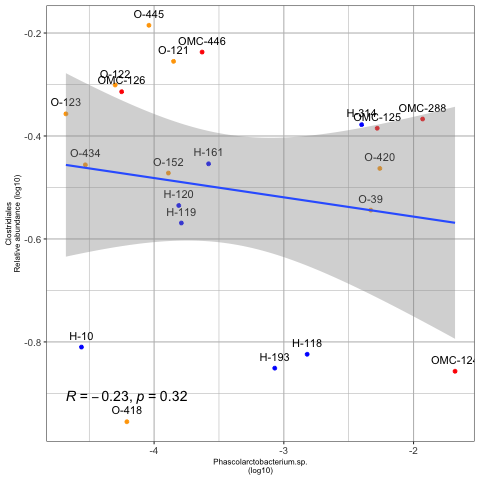 O-445
-0.2
OMC-446
O-121
O-122
OMC-126
O-123
OMC-288
H-314
OMC-125
-0.4
O-434
H-161
O-152
O-420
H-120
O-39
H-119
Clostridiales
Relative abundance (log10)
-0.6
H-10
-0.8
H-118
H-193
OMC-124
R = − 0.23, p = 0.32
O-418
-4
-3
-2
Phascolarctobacterium.sp.
(log10)